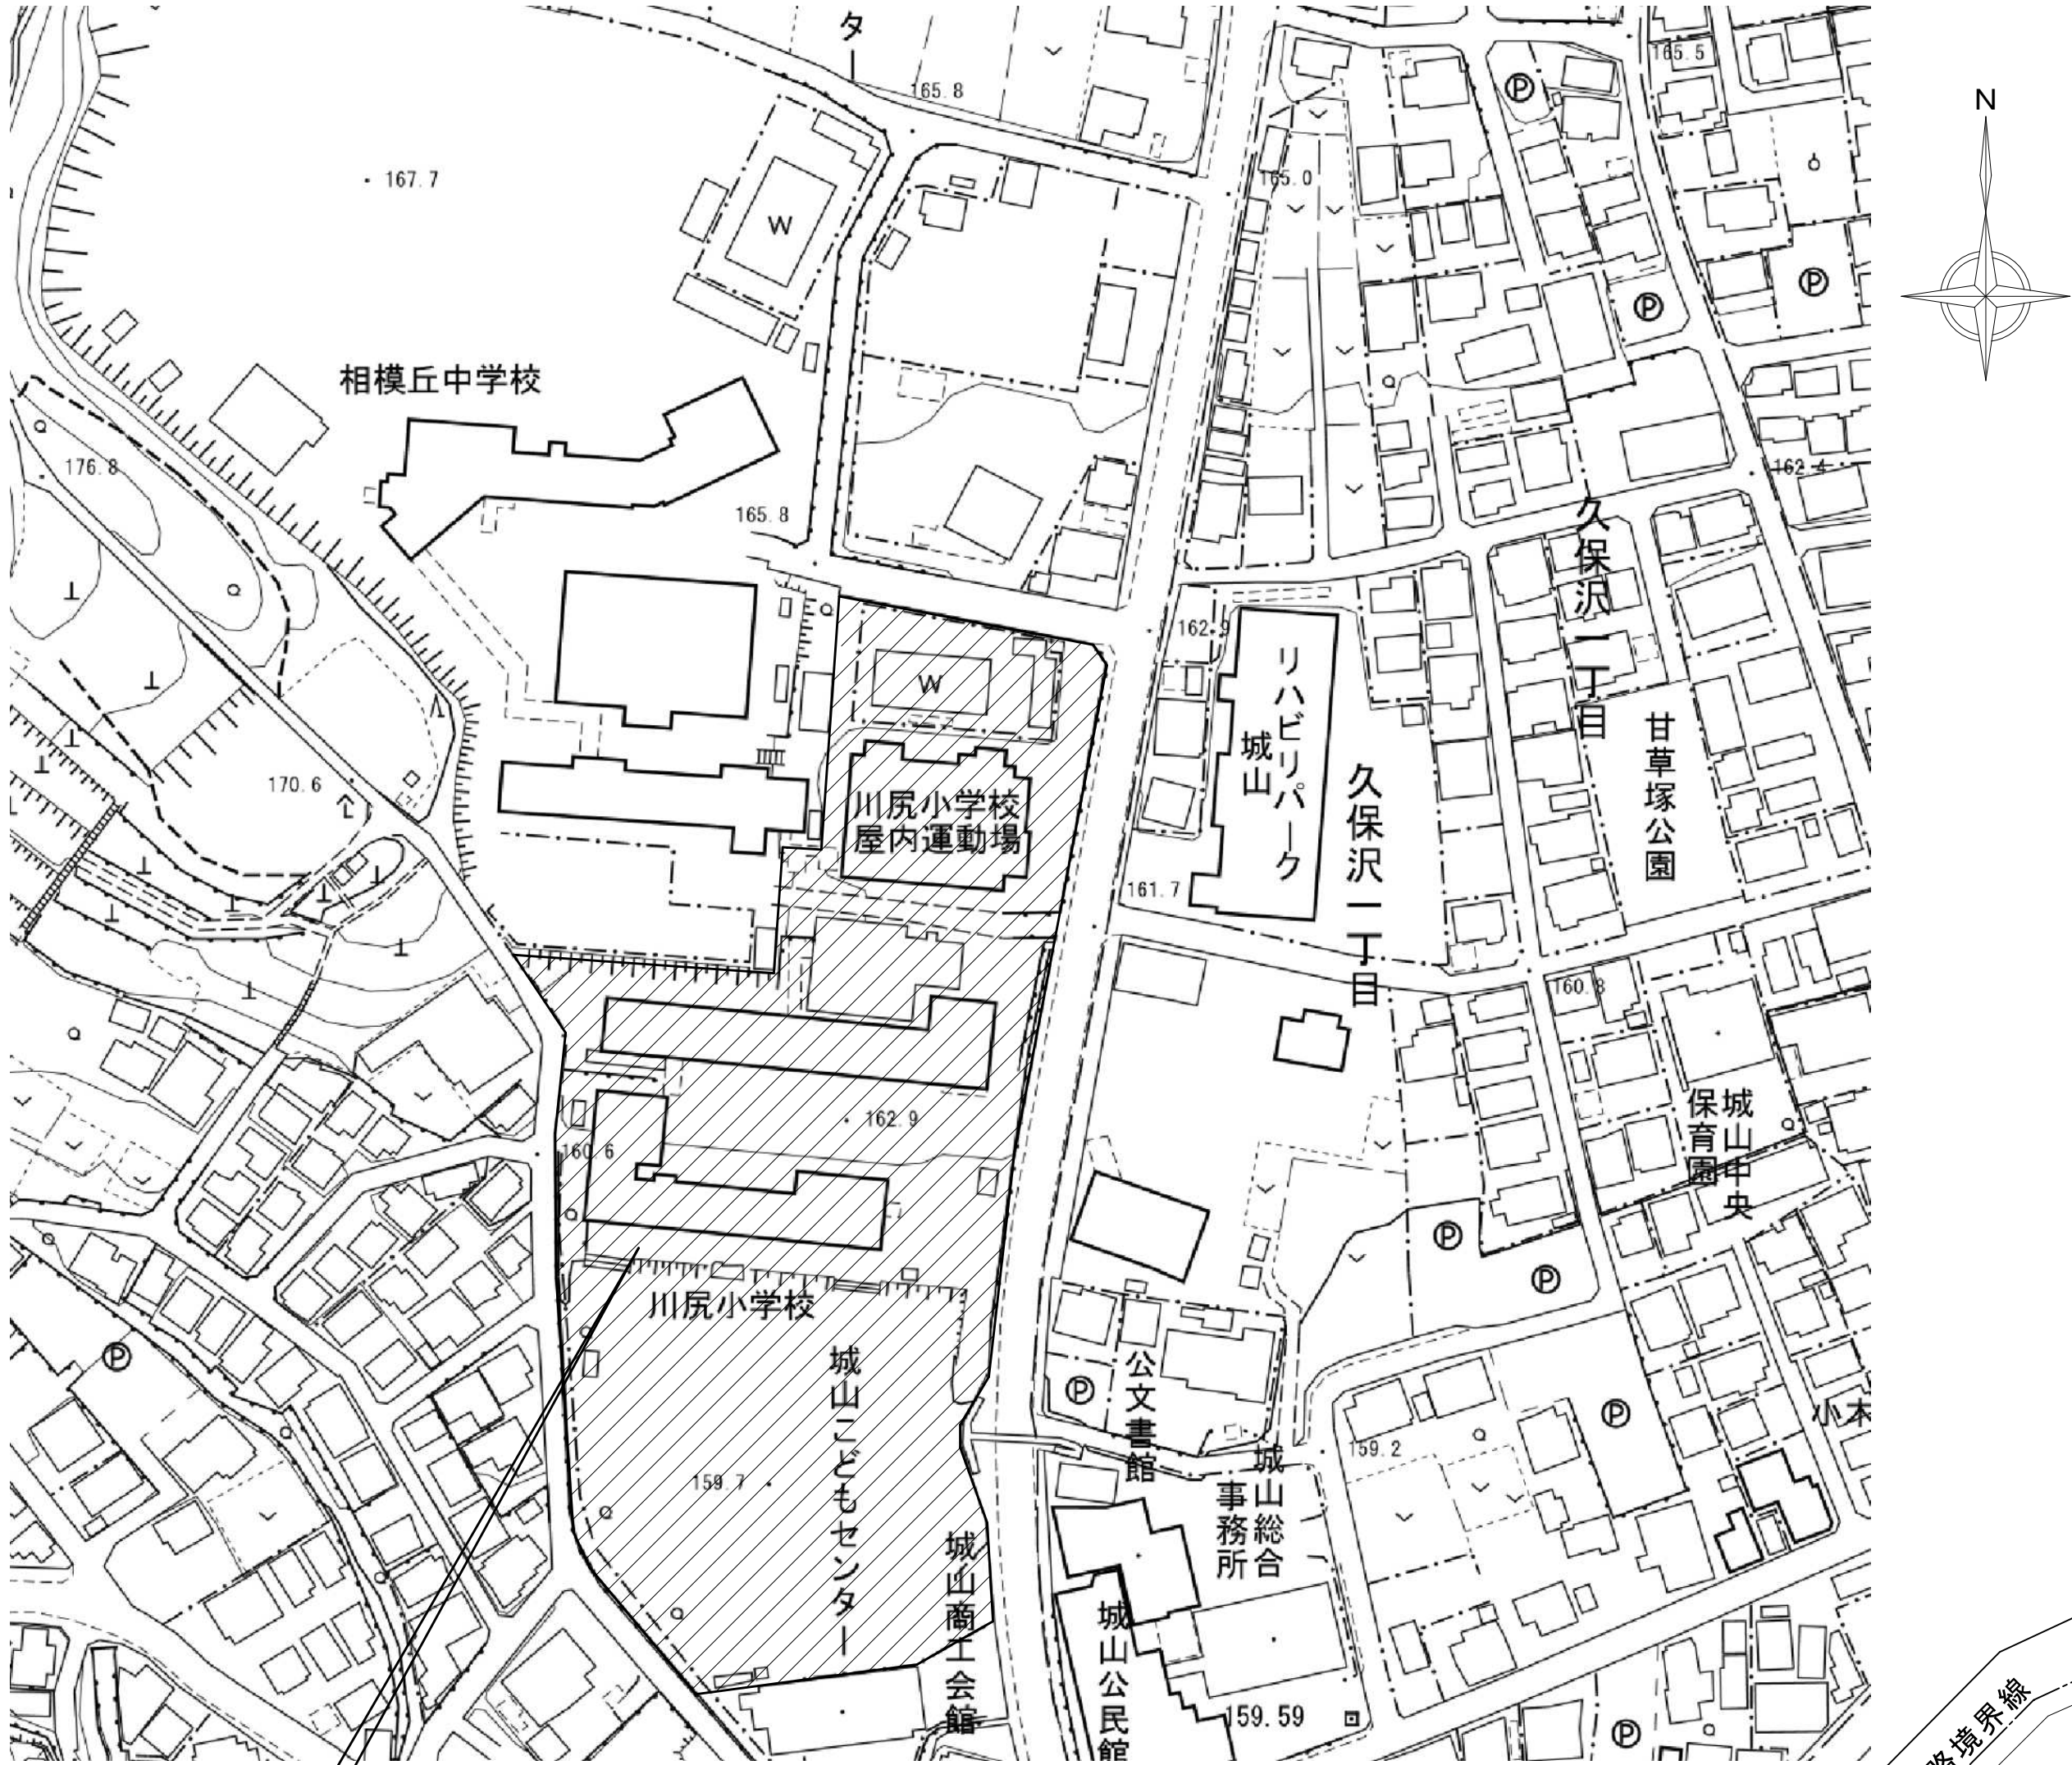 ター
165.8
165.5
N
167.7
165.0
W
相模丘中学校
176.8
165.8
162.4
久保沢一丁目
162.9
W
リハビリパーク
城山
甘草塚公園
170.6
川尻小学校
屋内運動場
久保沢二丁目
161.7
160.8
162.9
160.6
城山中央
保育園
川尻小学校
城山こどもセンター
公文書館
小本
159.7
159.2
城山総合
事務所
城山商工会館
城山公民館
159.59
路境界線
P
P
P
P
P
P
P
P
P